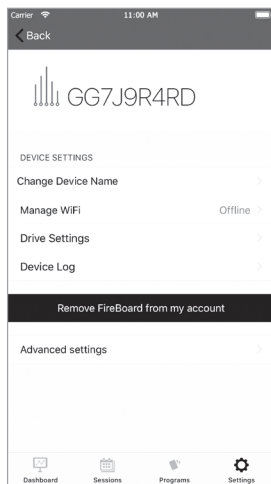 Carrier 11:00 AM
Back
GG7J9R4RD
DEVICE SETTINGS
Change Device Name
Manage WiFi Offline
Drive Settings
Device Log
Remove FireBoard from my account
Advanced settings
Dashboard Sessions Programs Settings